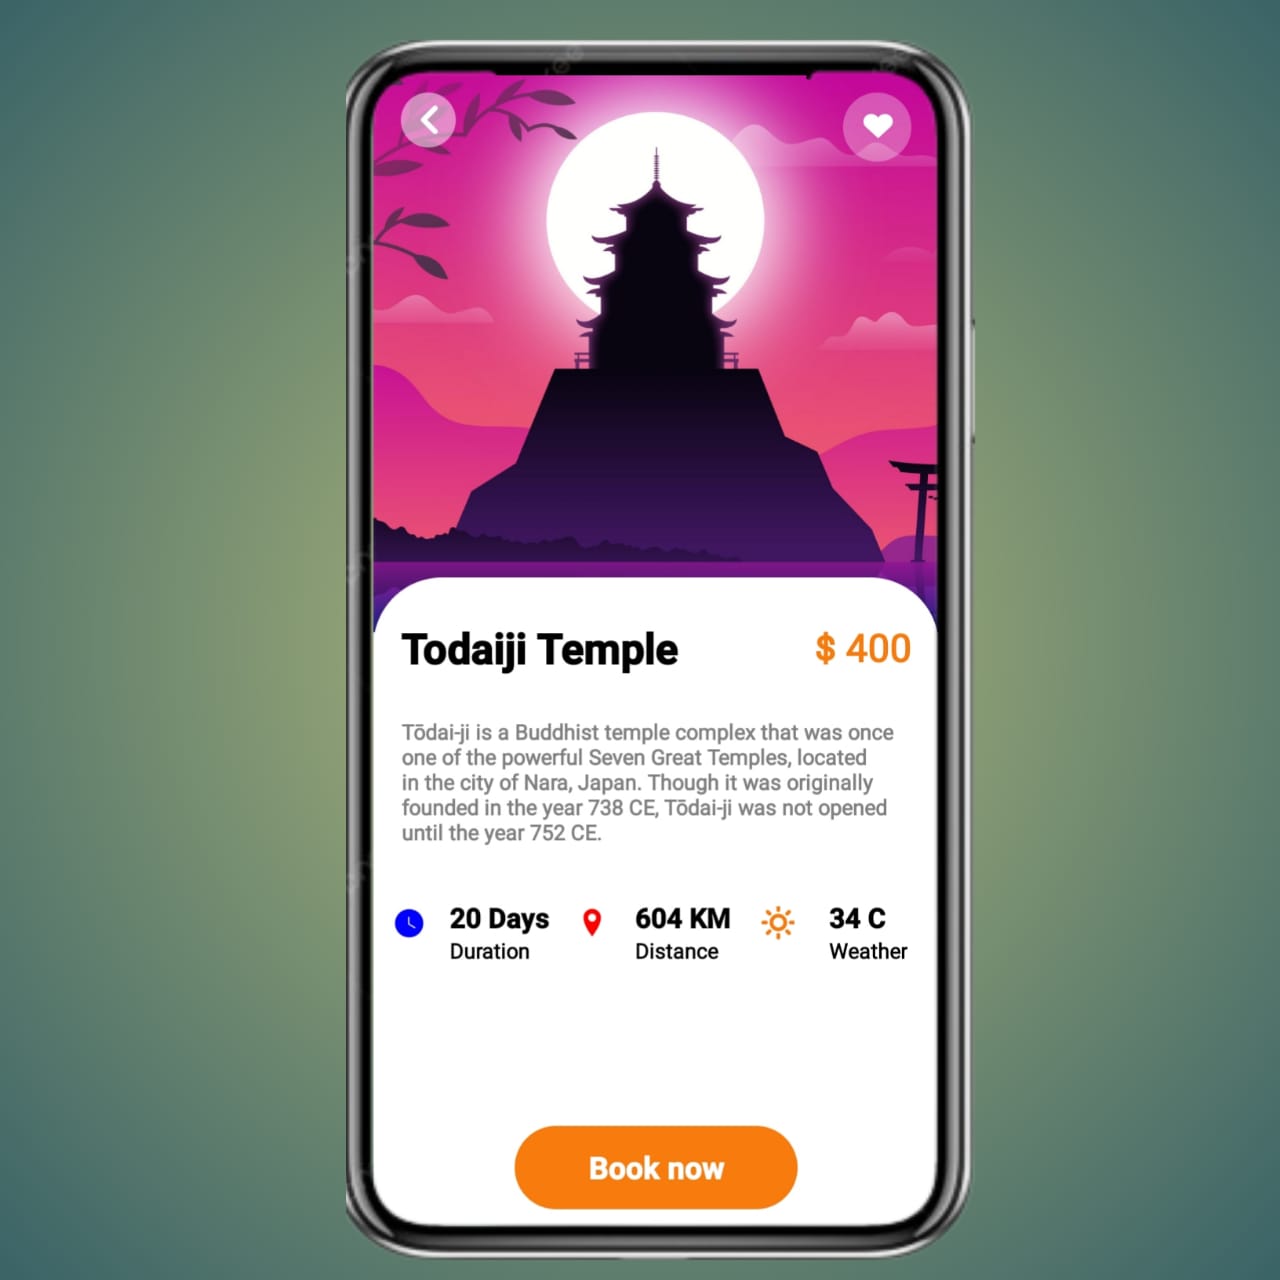 Todaiji Temple
$ 400
Tōdai-ji is a Buddhist temple complex that was once
one of the powerful Seven Great Temples, located
in the city of Nara, Japan. Though it was originally
founded in the year 738 CE, Tōdai-ji was not opened
until the year 752 CE.
20 Days
Duration
604 KM
Distance
34 C
Weather
Book now